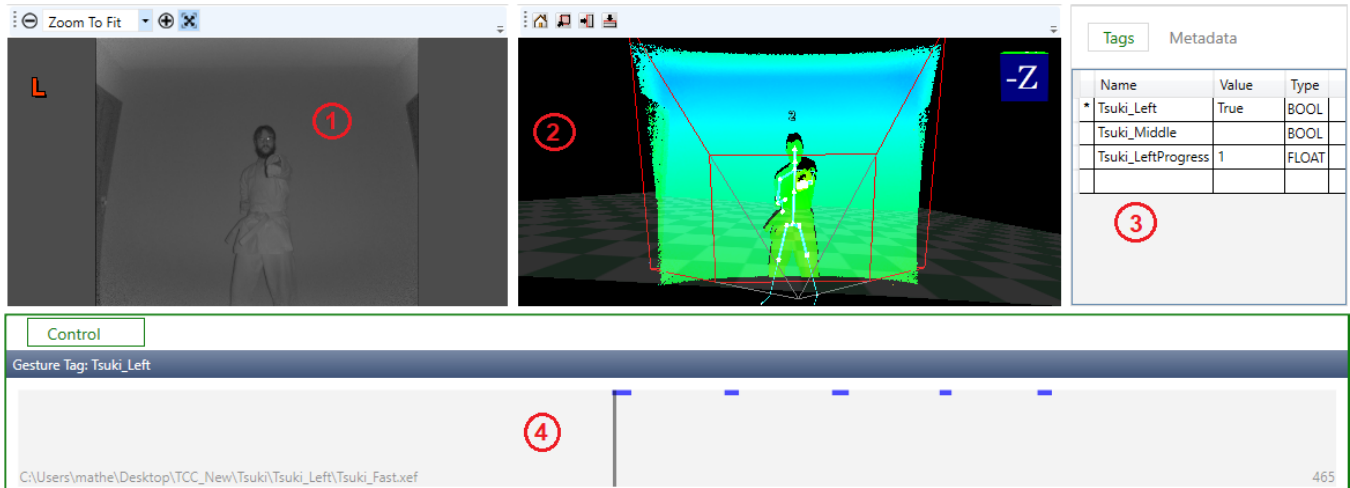 Zoom To Fit
L
1
2
2
-Z
Tags Metadata
Name Value Type
* Tsuki_Left True BOOL
Tsuki_Middle BOOL
Tsuki_LeftProgress 1 FLOAT
3
Control
Gesture Tag: Tsuki_Left
4
C:\Users\mathe\Desktop\TCC_New\Tsuki\Tsuki_Left\Tsuki_Fast.xef 465